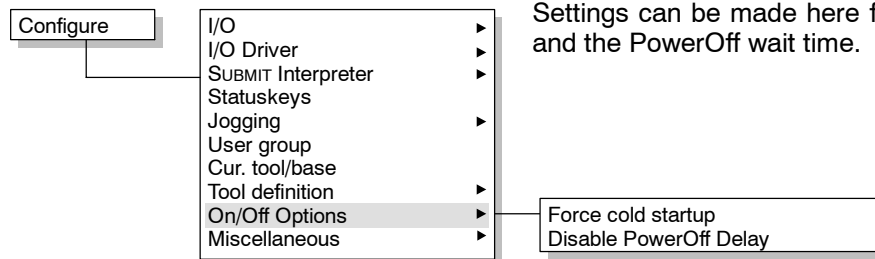 Configure
I/O
I/O Driver
SUBMIT Interpreter
Statuskeys
Jogging
User group
Cur. tool/base
Tool definition
On/Off Options
Miscellaneous
Settings can be made here f
and the PowerOff wait time.
Force cold startup
Disable PowerOff Delay